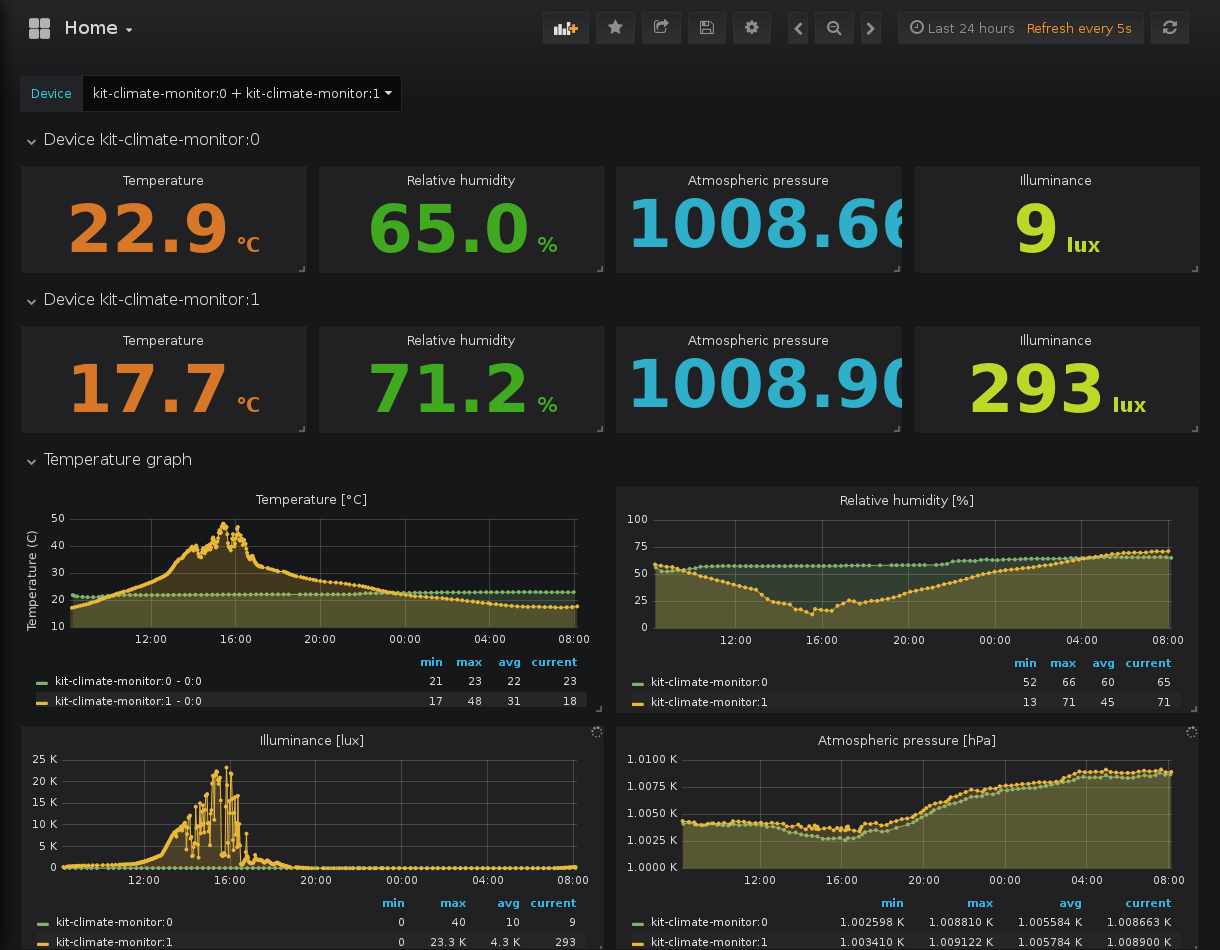 Home
Last 24 hours Refresh every 5s
Device kit-climate-monitor:0 + kit-climate-monitor:1
Device kit-climate-monitor:0
Temperature Relative humidity Atmospheric pressure Illuminance
22.9 °C 65.0 % 1008.66 9 lux
Device kit-climate-monitor:1
Temperature Relative humidity Atmospheric pressure Illuminance
17.7 °C 71.2 % 1008.90 293 lux
Temperature graph
Temperature [°C]
Temperature (C)
50
40
30
20
10
12:00 16:00 20:00 00:00 04:00 08:00
min max avg current
kit-climate-monitor:0 - 0:0 21 23 22 23
kit-climate-monitor:1 - 0:0 17 48 31 18
Relative humidity [%]
100
75
50
25
0
12:00 16:00 20:00 00:00 04:00 08:00
min max avg current
kit-climate-monitor:0 52 66 60 65
kit-climate-monitor:1 13 71 45 71
Illuminance [lux]
25 K
20 K
15 K
10 K
5 K
0
12:00 16:00 20:00 00:00 04:00 08:00
min max avg current
kit-climate-monitor:0 0 40 10 9
kit-climate-monitor:1 0 23.3 K 4.3 K 293
Atmospheric pressure [hPa]
1.0100 K
1.0075 K
1.0050 K
1.0025 K
1.0000 K
12:00 16:00 20:00 00:00 04:00 08:00
min max avg current
kit-climate-monitor:0 1.002598 K 1.008810 K 1.005584 K 1.008663 K
kit-climate-monitor:1 1.003410 K 1.009122 K 1.005784 K 1.008900 K